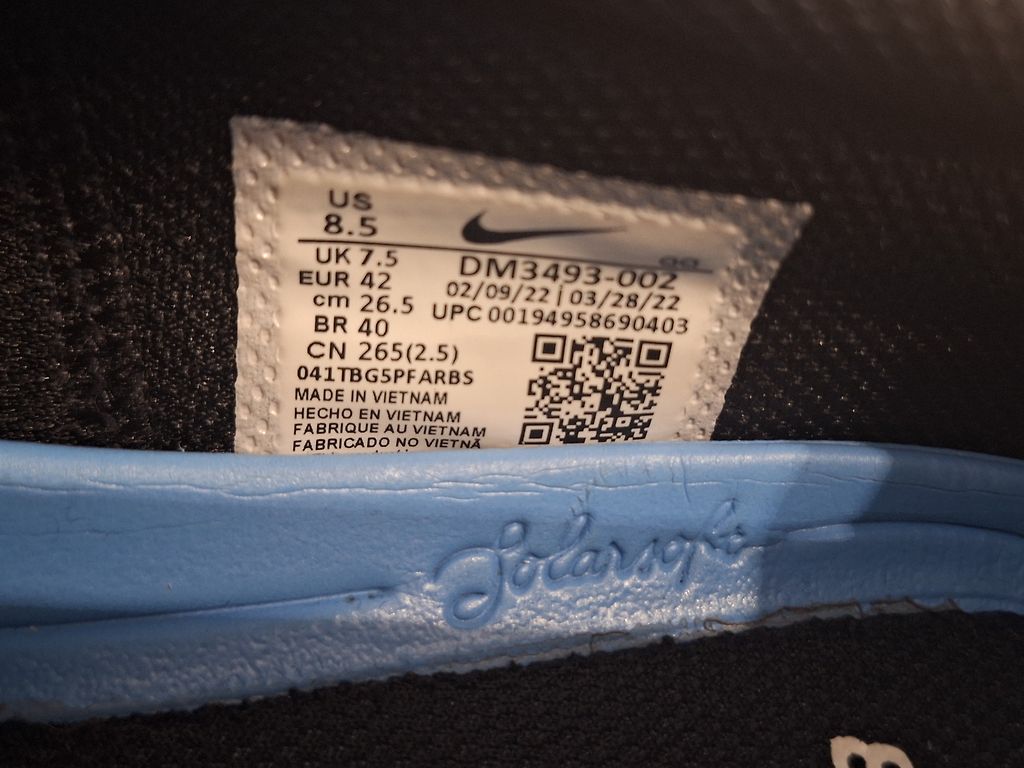 US
8.5
UK 7.5
EUR 42
cm 26.5
BR 40
CN 265(2.5)
041TBG5PFARBS
MADE IN VIETNAM
HECHO EN VIETNAM
FABRIQUE AU VIETNAM
FABRICADO NO VIETNÃ
DM3493-002
02/09/22 | 03/28/22
UPC 00194958690403
Solarsoft